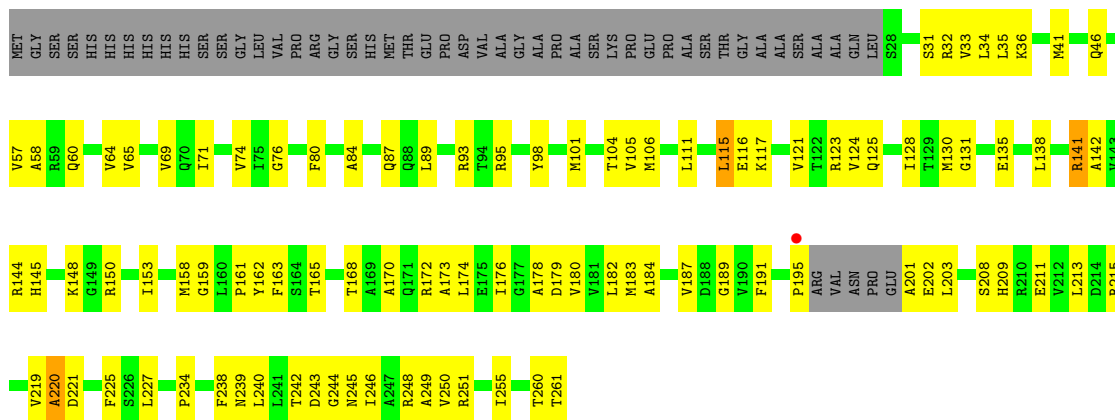 MET GLY SER SER HIS HIS HIS HIS HIS HIS SER SER GLY LEU VAL PRO ARG GLY SER HIS MET THR GLU PRO ASP VAL ALA GLY ALA PRO ALA SER LYS PRO GLU PRO ALA SER THR GLY ALA ALA SER ALA ALA GLN LEU S28 S31 R32 V33 L34 L35 K36 M41 Q46
V57 A58 R59 Q60 V64 V65 V69 Q70 I71 V74 I75 G76 F80 A84 Q87 Q88 L89 R93 T94 R95 Y98 M101 T104 V105 M106 L111 L115 E116 K117 V121 T122 R123 V124 Q125 I128 T129 M130 G131 E135 L138 R141 A142 V143
R144 H145 K148 G149 R150 I153 M158 G159 L160 P161 Y162 F163 S164 T165 T168 A169 A170 Q171 R172 A173 L174 E175 I176 G177 A178 D179 V180 V181 L182 M183 A184 V187 D188 G189 V190 F191 P195 ARG VAL ASN PRO GLU A201 E202 L203 S208 H209 R210 E211 V212 L213 D214 R215
V219 A220 D221 F225 S226 L227 P234 F238 N239 L240 L241 T242 D243 G244 N245 I246 A247 R248 A249 V250 R251 I255 T260 T261